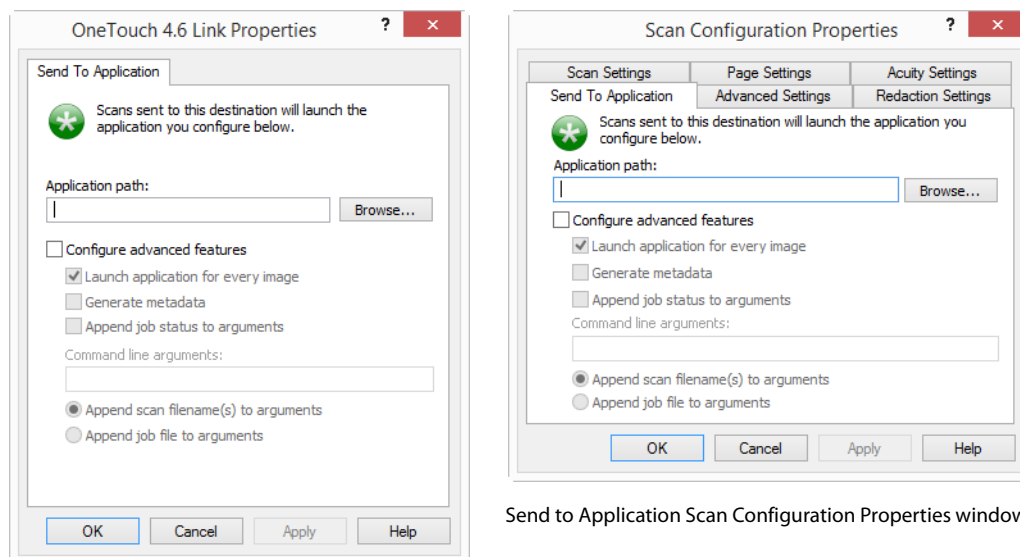 OneTouch 4.6 Link Properties
?
×
Send To Application
Scans sent to this destination will launch the
application you configure below.
Application path:
Browse...
Configure advanced features
Launch application for every image
Generate metadata
Append job status to arguments
Command line arguments:
Append scan filename(s) to arguments
Append job file to arguments
OK Cancel Apply Help
Scan Configuration Properties
?
×
Scan Settings Page Settings Acuity Settings
Send To Application Advanced Settings Redaction Settings
Scans sent to this destination will launch the application you
configure below.
Application path:
Browse...
Configure advanced features
Launch application for every image
Generate metadata
Append job status to arguments
Command line arguments:
Append scan filename(s) to arguments
Append job file to arguments
OK Cancel Apply Help
Send to Application Scan Configuration Properties window